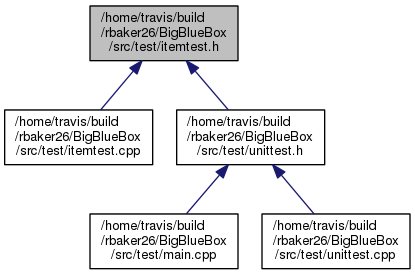 /home/travis/build
/rbaker26/BigBlueBox
/src/test/itemtest.h
/home/travis/build
/rbaker26/BigBlueBox
/src/test/itemtest.cpp
/home/travis/build
/rbaker26/BigBlueBox
/src/test/unittest.h
/home/travis/build
/rbaker26/BigBlueBox
/src/test/main.cpp
/home/travis/build
/rbaker26/BigBlueBox
/src/test/unittest.cpp